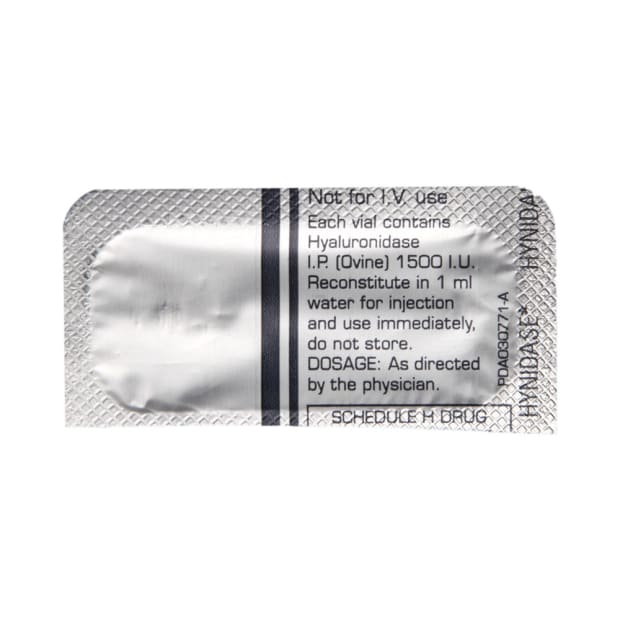 Not for I.V. use
Each vial contains
Hyaluronidase
I.P. (Ovine) 1500 I.U.
Reconstitute in 1 ml
water for injection
and use immediately,
do not store.
DOSAGE: As directed
by the physician.
SCHEDULE H DRUG
PDA030771-A
HYNIDASE* HYNIDA